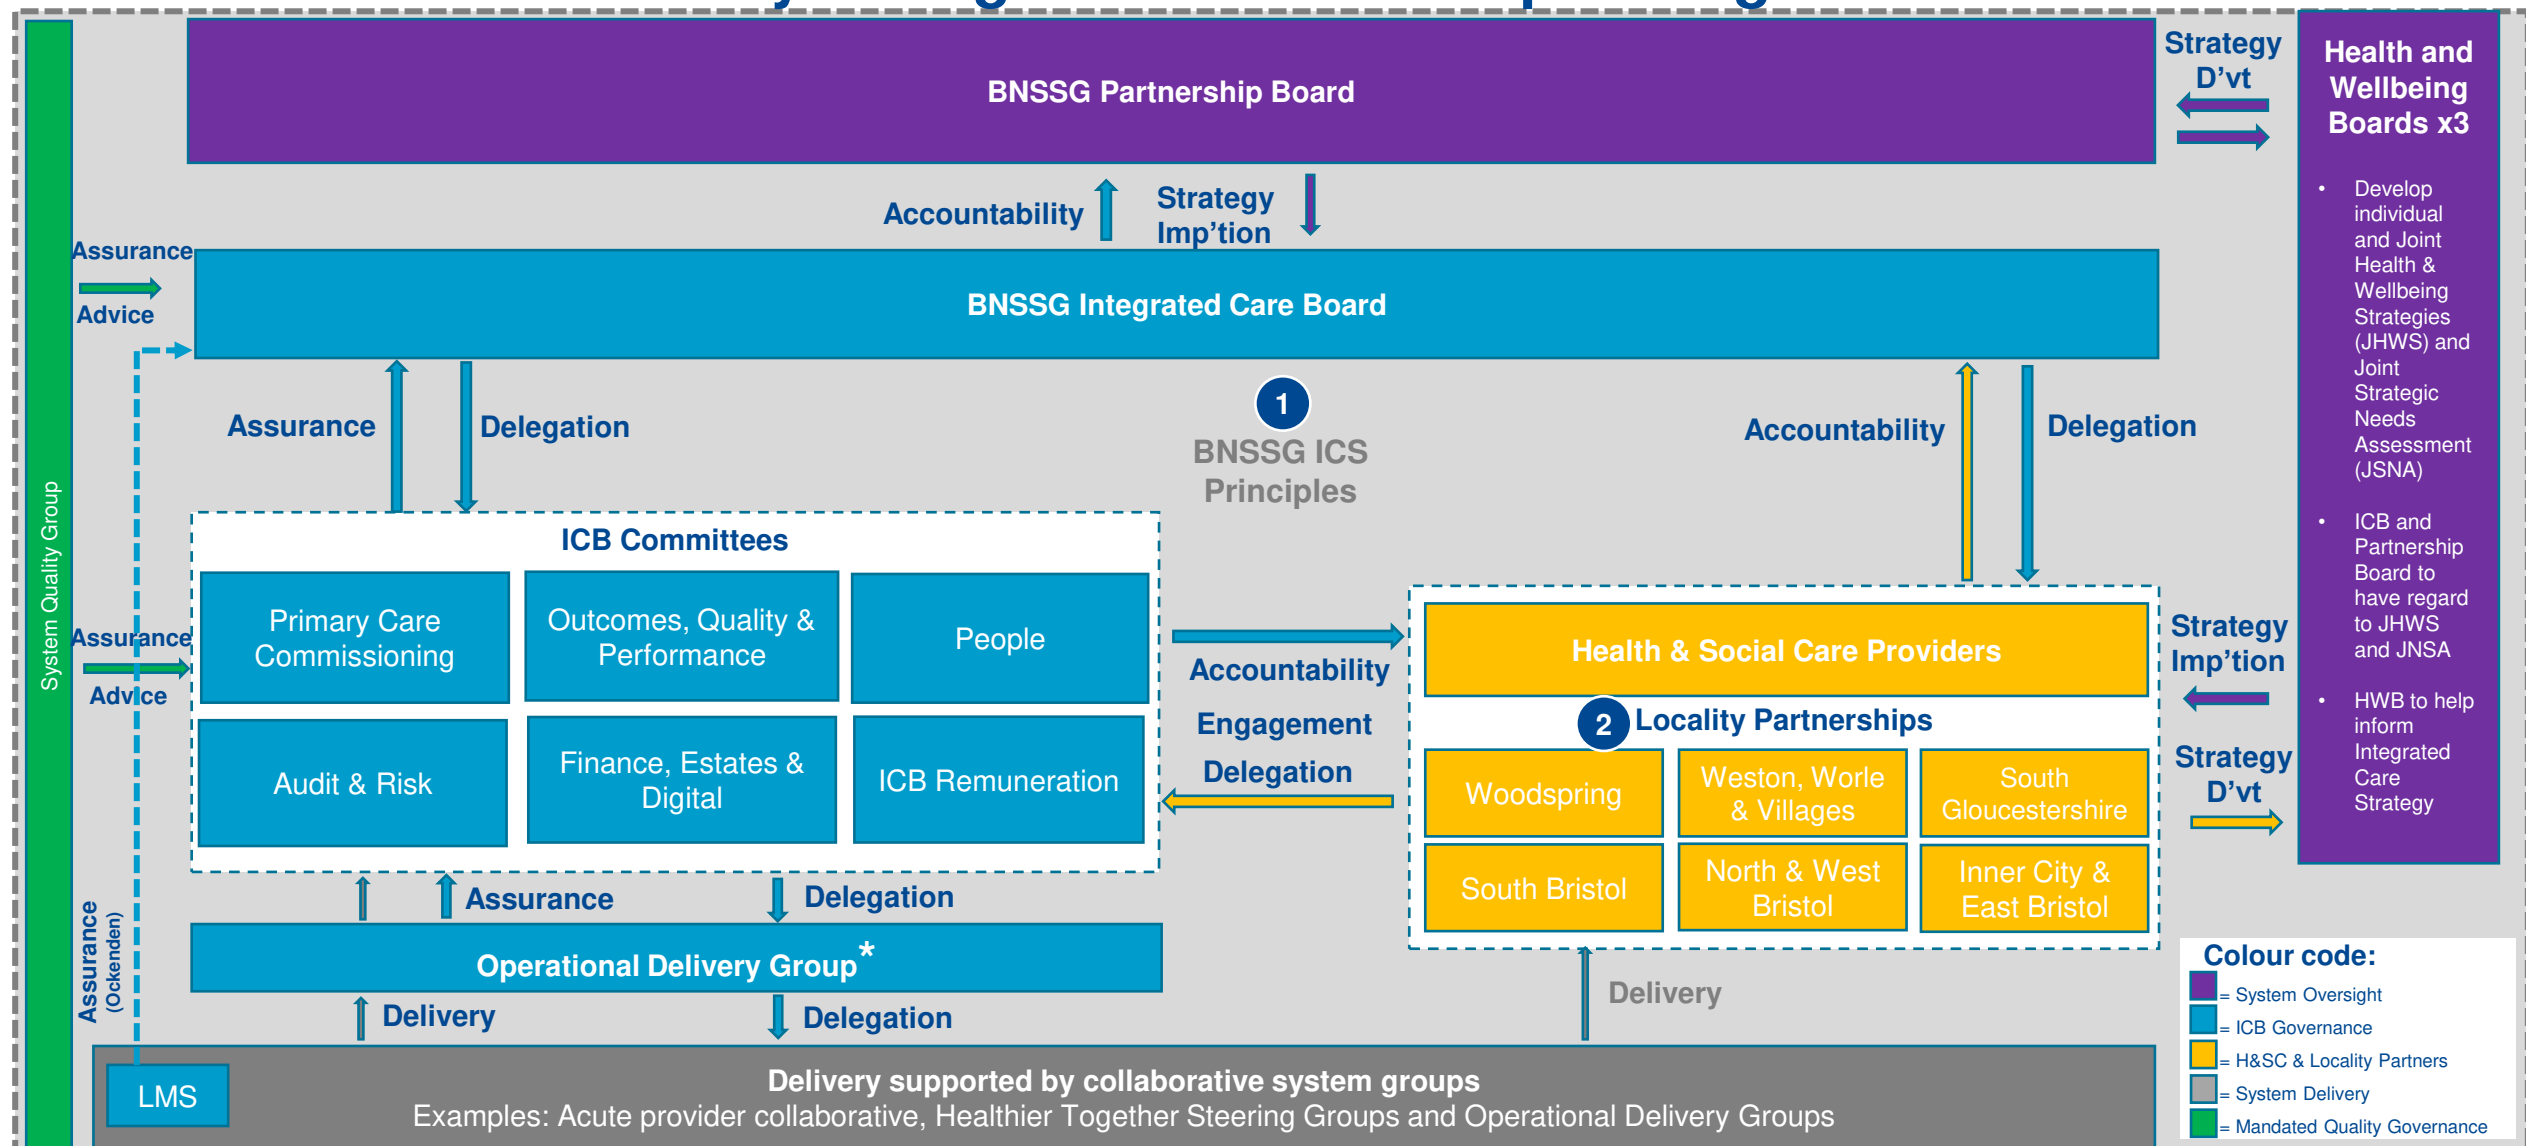 BNSSG Partnership Board
Strategy
D'vt
Health and
Wellbeing
Boards x3
• Develop
individual
and Joint
Health &
Wellbeing
Strategies
(JHWS) and
Joint
Strategic
Needs
Assessment
(JSNA)
• ICB and
Partnership
Board to
have regard
to JHWS
and JNSA
• HWB to help
inform
Integrated
Care
Strategy
Accountability
Strategy
Imp'tion
System Quality Group
Assurance
Advice
BNSSG Integrated Care Board
Assurance
Delegation
1
BNSSG ICS
Principles
Accountability
Delegation
ICB Committees
Primary Care
Commissioning
Outcomes, Quality &
Performance
People
Audit & Risk
Finance, Estates &
Digital
ICB Remuneration
Assurance
Advice
Accountability
Engagement
Delegation
Health & Social Care Providers
2 Locality Partnerships
Woodspring
Weston, Worle
& Villages
South
Gloucestershire
South Bristol
North & West
Bristol
Inner City &
East Bristol
Strategy
Imp'tion
Strategy
D'vt
Assurance
Delegation
Operational Delivery Group*
Assurance
(Ockenden)
Delivery
Delegation
Delivery
LMS
Delivery supported by collaborative system groups
Examples: Acute provider collaborative, Healthier Together Steering Groups and Operational Delivery Groups
Colour code:
= System Oversight
= ICB Governance
= H&SC & Locality Partners
= System Delivery
= Mandated Quality Governance